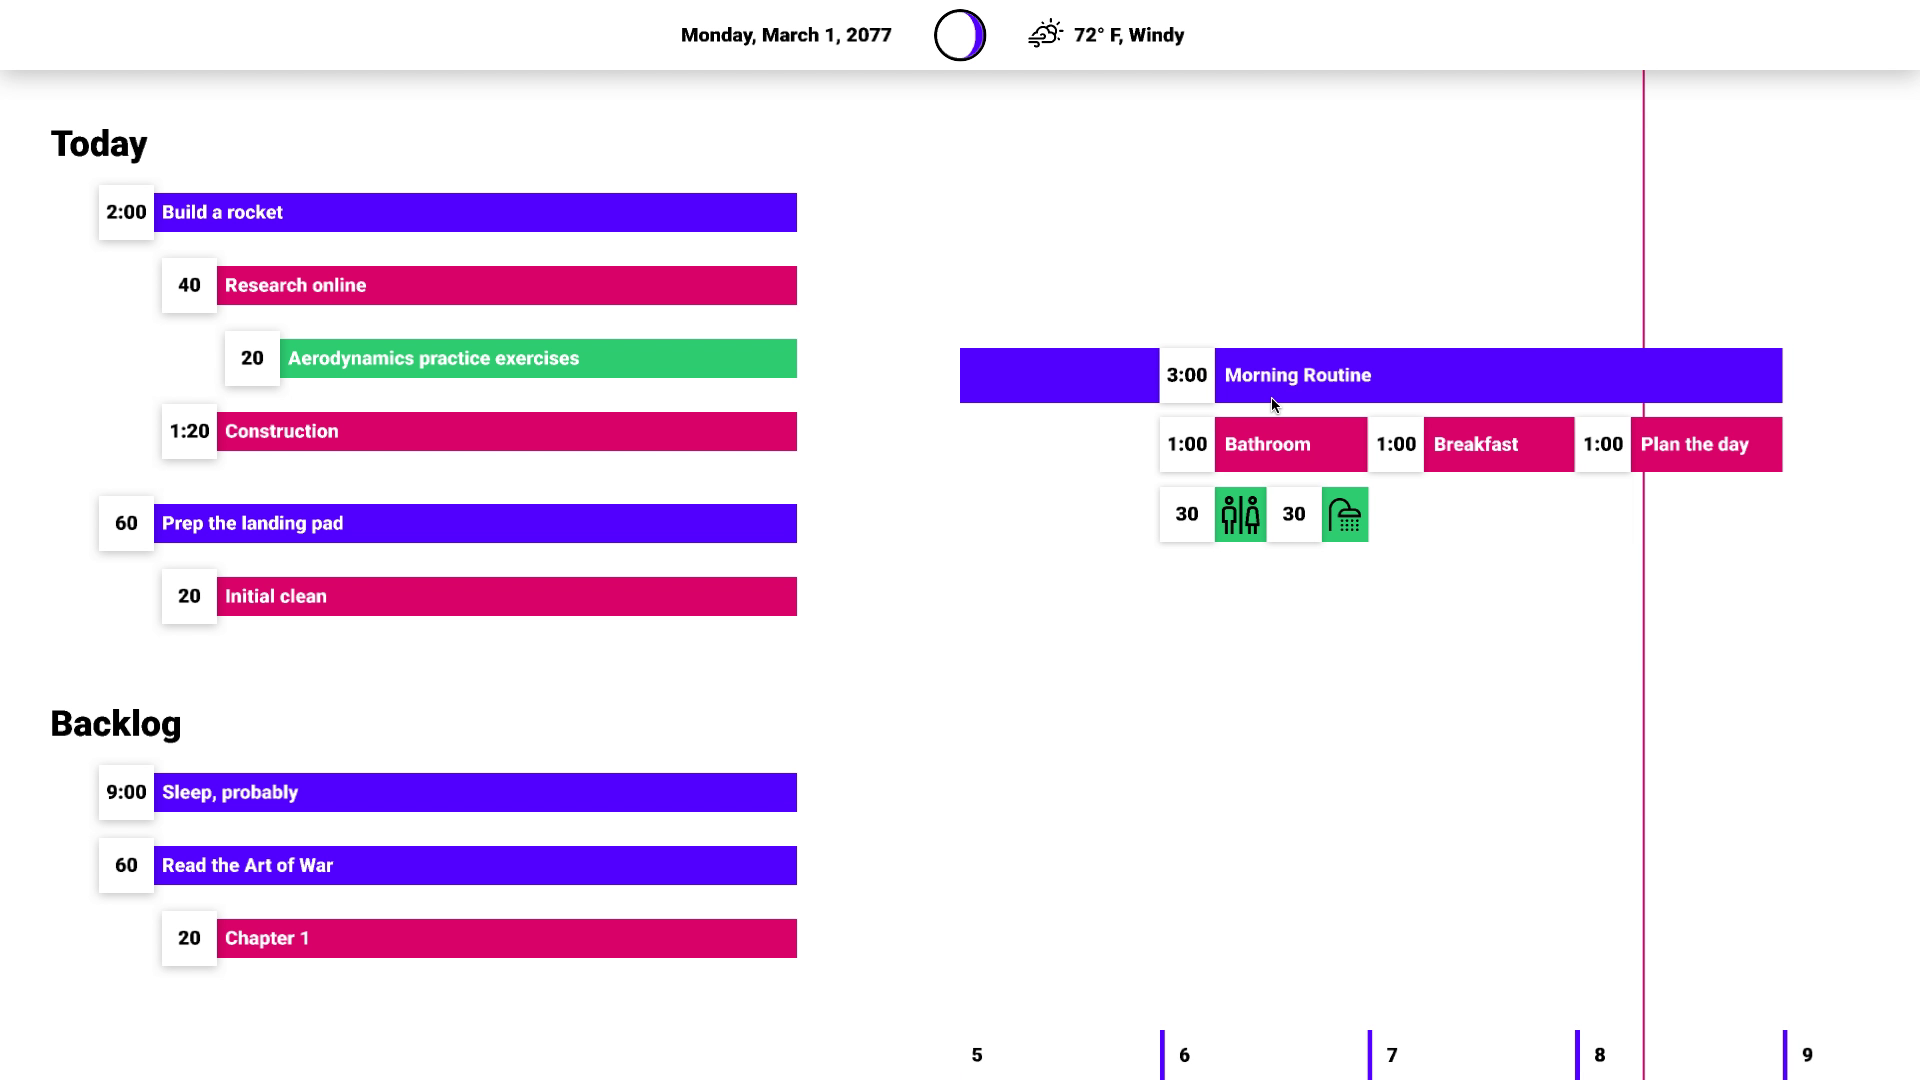 Monday, March 1, 2077
72° F, Windy
Today
2:00 Build a rocket
40 Research online
20 Aerodynamics practice exercises
1:20 Construction
60 Prep the landing pad
20 Initial clean
Backlog
9:00 Sleep, probably
60 Read the Art of War
20 Chapter 1
3:00 Morning Routine
1:00 Bathroom 1:00 Breakfast 1:00 Plan the day
30 30
5 6 7 8 9